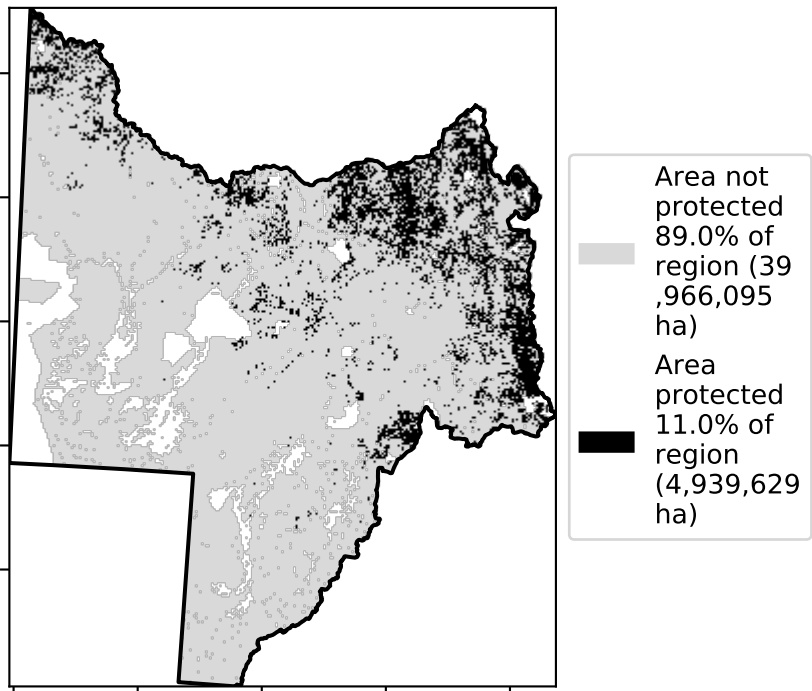 Area not
protected
89.0% of
region (39
,966,095
ha)
Area
protected
11.0% of
region
(4,939,629
ha)